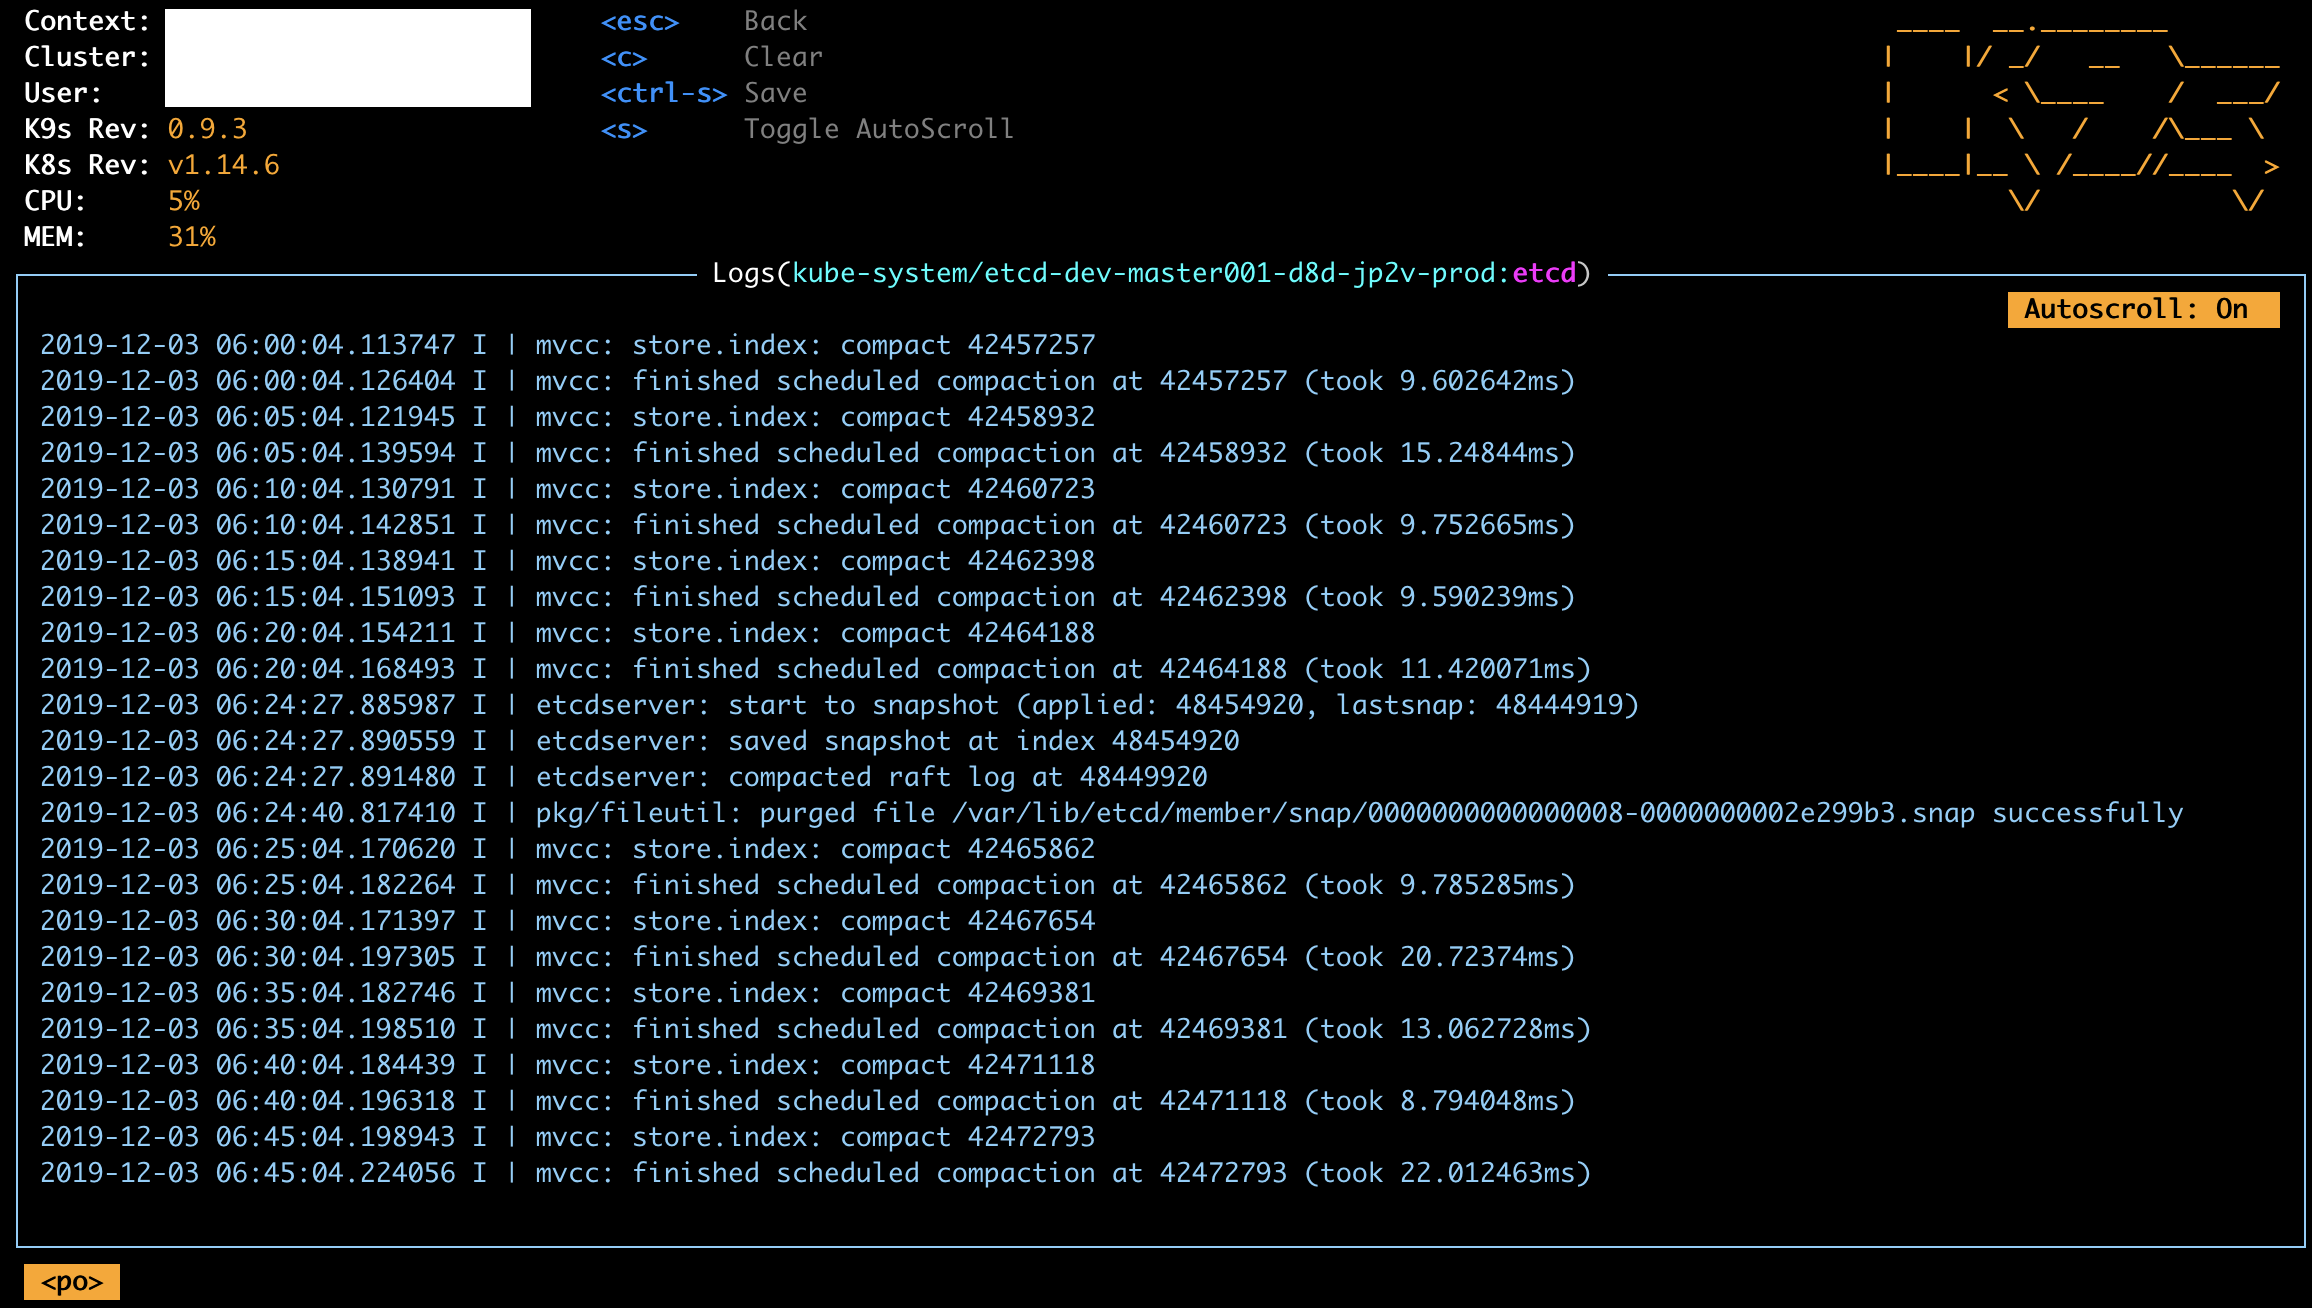 Context:
Cluster:
User:
K9s Rev: 0.9.3
K8s Rev: v1.14.6
CPU: 5%
MEM: 31%
<esc> Back
<c> Clear
<ctrl-s> Save
<s> Toggle AutoScroll
Logs(kube-system/etcd-dev-master001-d8d-jp2v-prod:etcd)
Autoscroll: On
2019-12-03 06:00:04.113747 I | mvcc: store.index: compact 42457257
2019-12-03 06:00:04.126404 I | mvcc: finished scheduled compaction at 42457257 (took 9.602642ms)
2019-12-03 06:05:04.121945 I | mvcc: store.index: compact 42458932
2019-12-03 06:05:04.139594 I | mvcc: finished scheduled compaction at 42458932 (took 15.24844ms)
2019-12-03 06:10:04.130791 I | mvcc: store.index: compact 42460723
2019-12-03 06:10:04.142851 I | mvcc: finished scheduled compaction at 42460723 (took 9.752665ms)
2019-12-03 06:15:04.138941 I | mvcc: store.index: compact 42462398
2019-12-03 06:15:04.151093 I | mvcc: finished scheduled compaction at 42462398 (took 9.590239ms)
2019-12-03 06:20:04.154211 I | mvcc: store.index: compact 42464188
2019-12-03 06:20:04.168493 I | mvcc: finished scheduled compaction at 42464188 (took 11.420071ms)
2019-12-03 06:24:27.885987 I | etcdserver: start to snapshot (applied: 48454920, lastsnap: 48444919)
2019-12-03 06:24:27.890559 I | etcdserver: saved snapshot at index 48454920
2019-12-03 06:24:27.891480 I | etcdserver: compacted raft log at 48449920
2019-12-03 06:24:40.817410 I | pkg/fileutil: purged file /var/lib/etcd/member/snap/0000000000000008-0000000002e299b3.snap successfully
2019-12-03 06:25:04.170620 I | mvcc: store.index: compact 42465862
2019-12-03 06:25:04.182264 I | mvcc: finished scheduled compaction at 42465862 (took 9.785285ms)
2019-12-03 06:30:04.171397 I | mvcc: store.index: compact 42467654
2019-12-03 06:30:04.197305 I | mvcc: finished scheduled compaction at 42467654 (took 20.72374ms)
2019-12-03 06:35:04.182746 I | mvcc: store.index: compact 42469381
2019-12-03 06:35:04.198510 I | mvcc: finished scheduled compaction at 42469381 (took 13.062728ms)
2019-12-03 06:40:04.184439 I | mvcc: store.index: compact 42471118
2019-12-03 06:40:04.196318 I | mvcc: finished scheduled compaction at 42471118 (took 8.794048ms)
2019-12-03 06:45:04.198943 I | mvcc: store.index: compact 42472793
2019-12-03 06:45:04.224056 I | mvcc: finished scheduled compaction at 42472793 (took 22.012463ms)
<po>